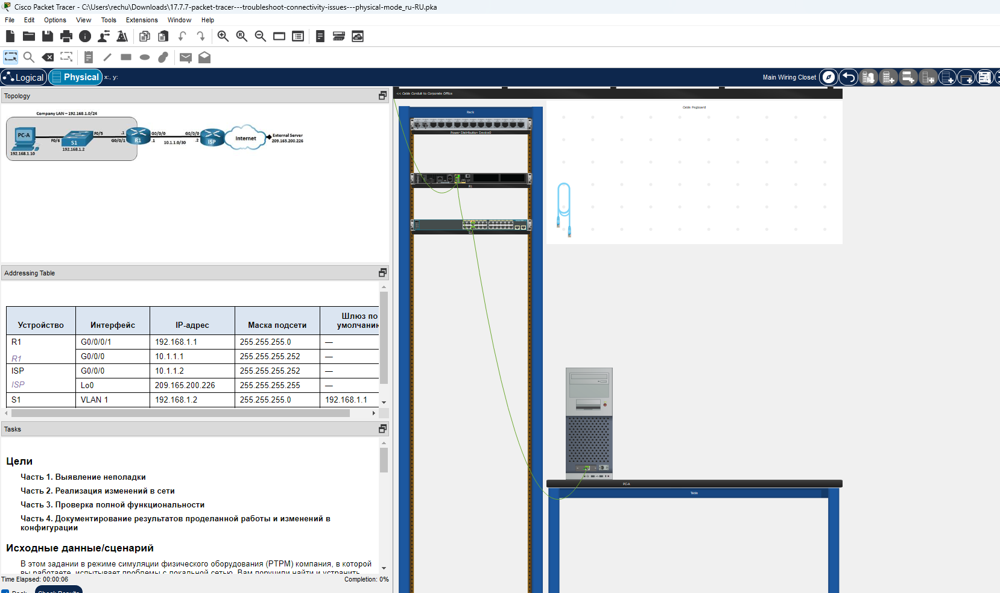 Cisco Packet Tracer - C:\Users\rechu\Downloads\17.7.7-packet-tracer---troubleshoot-connectivity-issues---physical-mode_ru-RU.pka
File Edit Options View Tools Extensions Window Help
Logical Physical x:, y: Main Wiring Closet
Topology
Company LAN – 192.168.1.0/24
PC-A
F0/6
192.168.1.10
S1
192.168.1.2
F0/5
G0/0/1
.1
R1
G0/0/0
.1
10.1.1.0/30
G0/0/0
.2
ISP
Internet
External Server
209.165.200.226
Addressing Table
Устройство Интерфейс IP-адрес Маска подсети Шлюз по
умолчани
R1 G0/0/0/1 192.168.1.1 255.255.255.0 —
R1 G0/0/0 10.1.1.1 255.255.255.252 —
ISP G0/0/0 10.1.1.2 255.255.255.252 —
ISP Lo0 209.165.200.226 255.255.255.255 —
S1 VLAN 1 192.168.1.2 255.255.255.0 192.168.1.1
Tasks
Цели
Часть 1. Выявление неполадки
Часть 2. Реализация изменений в сети
Часть 3. Проверка полной функциональности
Часть 4. Документирование результатов проделанной работы и изменений в
конфигурации
Исходные данные/сценарий
В этом задании в режиме симуляции физического оборудования (PTPM) компания, в которой
вы работаете, испытывает проблемы с локальной сетью. Вам поручили найти и устранить
Time Elapsed: 00:00:06 Completion: 0%
Dock Check Results
<< Cable Conduit to Corporate Office
Rack
Power Distribution Device0
R1
S1
Cable Pegboard
PC-A
Table